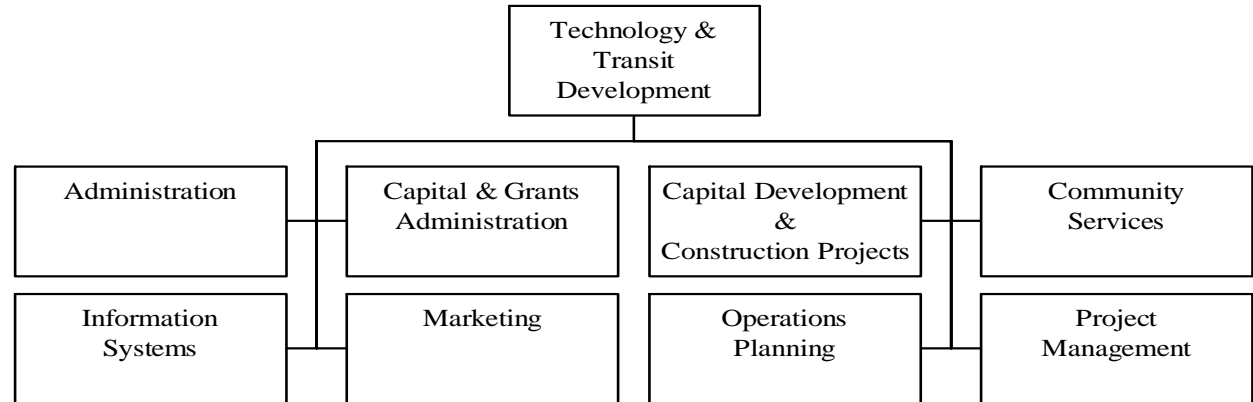 Technology &
Transit
Development
Administration
Capital & Grants
Administration
Capital Development
&
Construction Projects
Community
Services
Information
Systems
Marketing
Operations
Planning
Project
Management